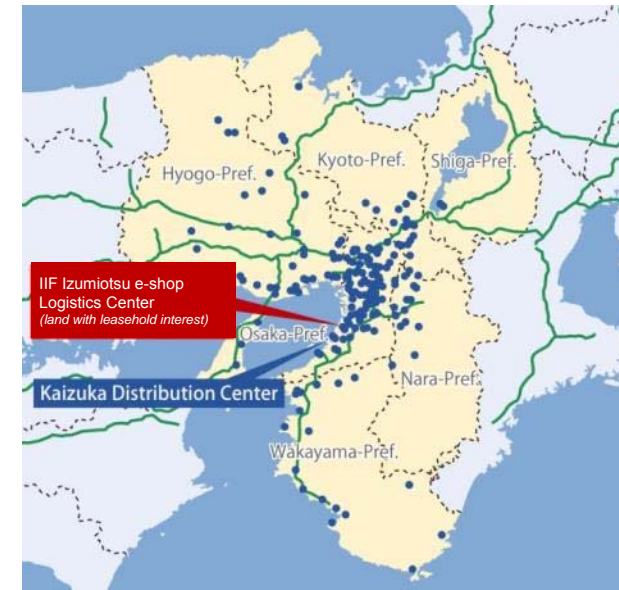 Kyoto-Pref.
Shiga-Pref.
Hyogo-Pref.
IIF Izumiotsu e-shop
Logistics Center
(land with leasehold interest)
Osaka-Pref.
Nara-Pref.
Kaizuka Distribution Center
Wakayama-Pref.